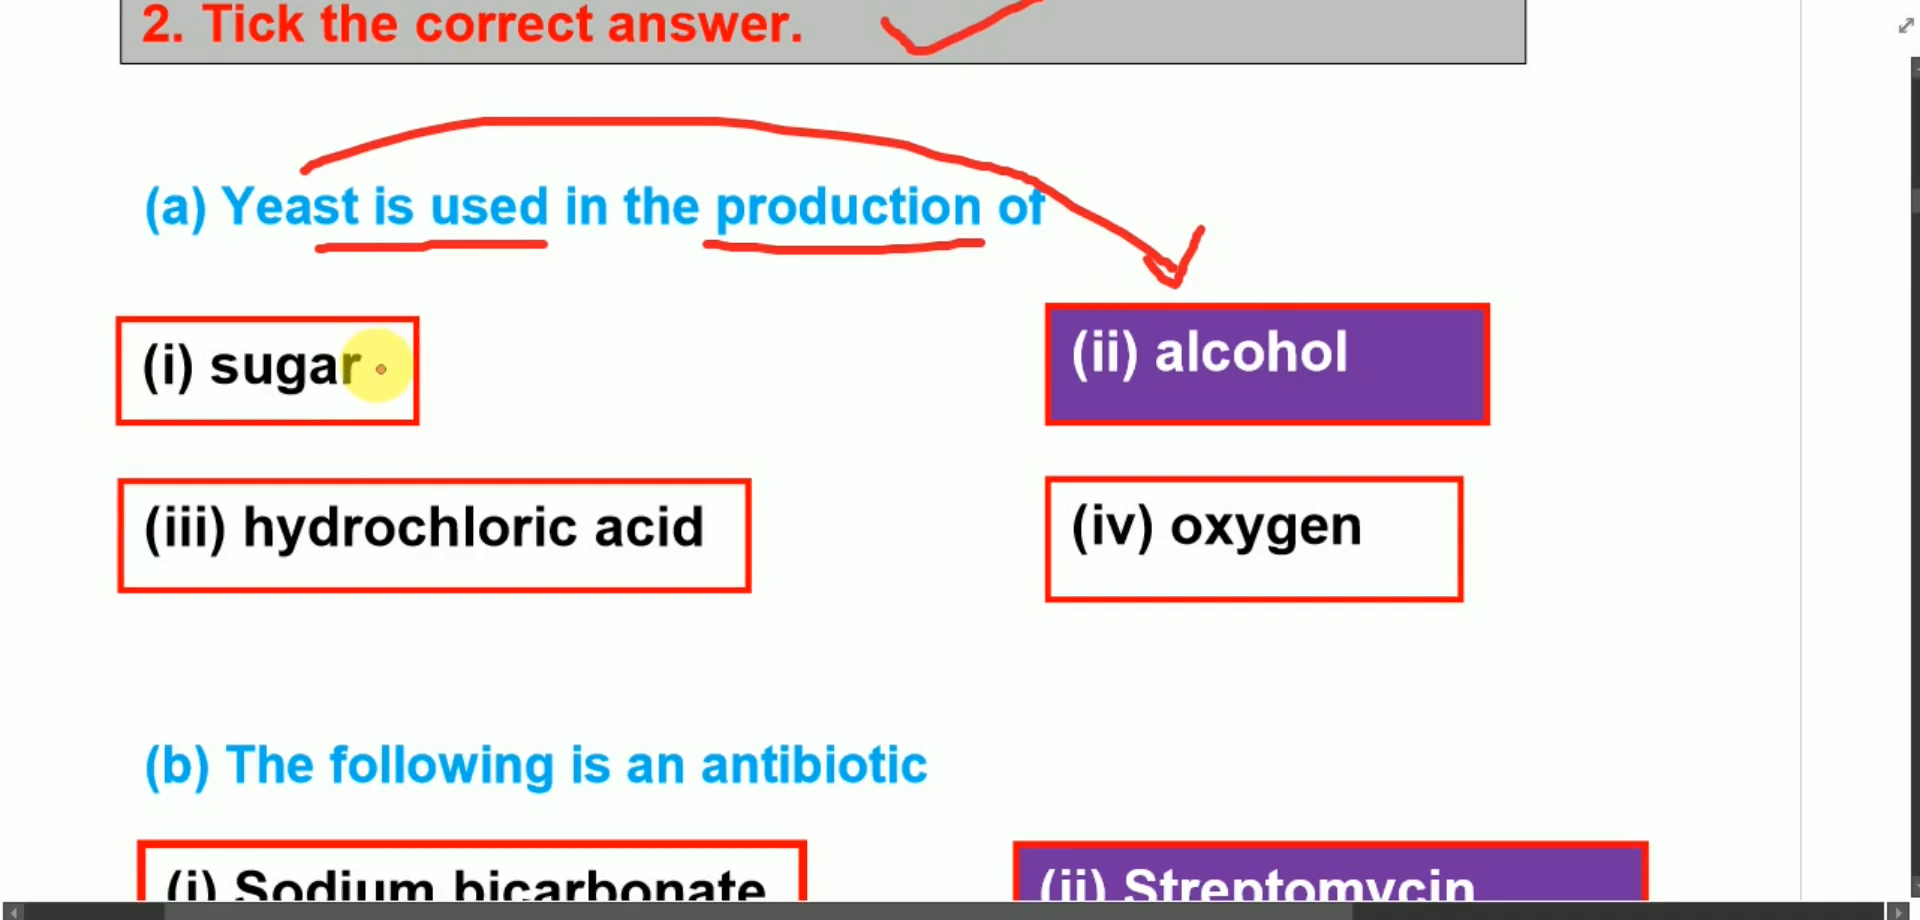 2. Tick the correct answer.
(a) Yeast is used in the production of
(i) sugar
(ii) alcohol
(iii) hydrochloric acid
(iv) oxygen
(b) The following is an antibiotic
(i) Sodium bicarbonate
(ii) Streptomycin